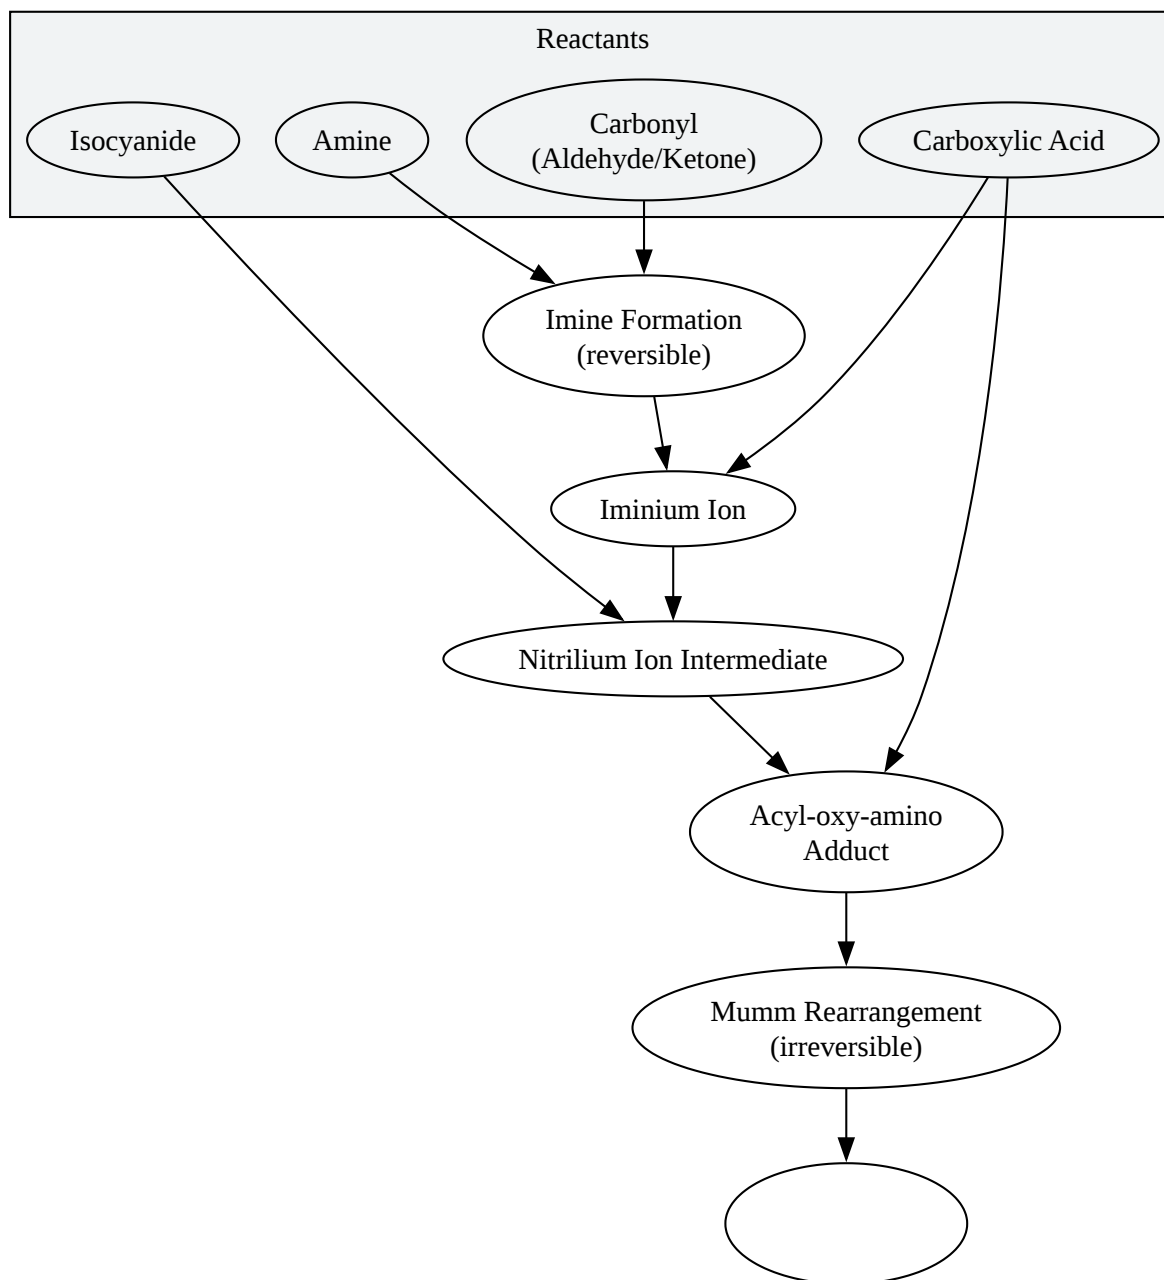 Reactants
Isocyanide
Amine
Carbonyl
(Aldehyde/Ketone)
Carboxylic Acid
Imine Formation
(reversible)
Iminium Ion
Nitrilium Ion Intermediate
Acyl-oxy-amino
Adduct
Mumm Rearrangement
(irreversible)